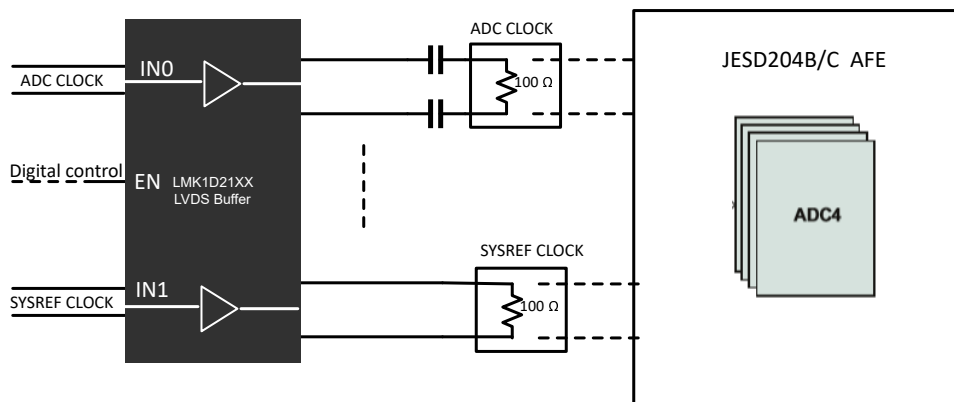 ADC CLOCK
JESD204B/C AFE
IN0
ADC CLOCK
100 Ω
Digital control
EN
LMK1D21XX
LVDS Buffer
ADC4
SYSREF CLOCK
IN1
SYSREF CLOCK
100 Ω